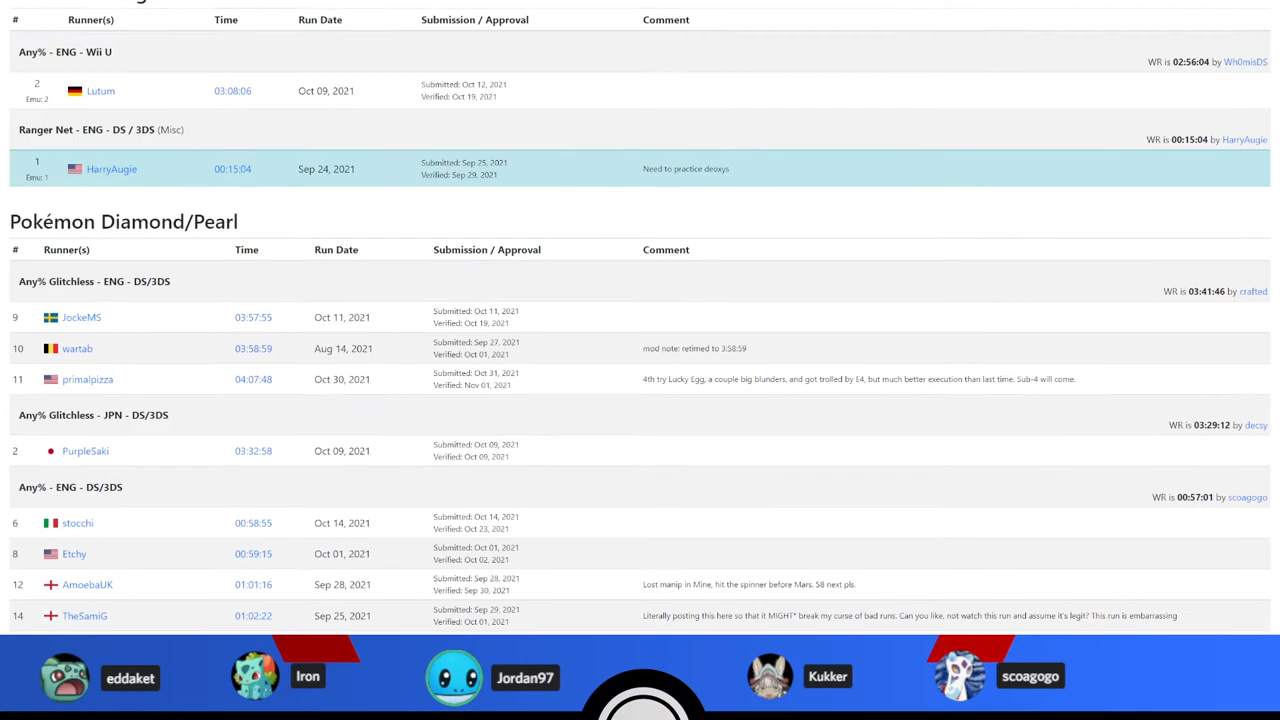 # Runner(s) Time Run Date Submission / Approval Comment
Any% - ENG - Wii U
WR is 02:56:04 by Wh0misDS
2 Emu: 2 Lutum 03:08:06 Oct 09, 2021 Submitted: Oct 12, 2021 Verified: Oct 19, 2021
Ranger Net - ENG - DS / 3DS (Misc)
WR is 00:15:04 by HarryAugie
1 Emu: 1 HarryAugie 00:15:04 Sep 24, 2021 Submitted: Sep 25, 2021 Verified: Sep 29, 2021 Need to practice deoxys
Pokémon Diamond/Pearl
# Runner(s) Time Run Date Submission / Approval Comment
Any% Glitchless - ENG - DS/3DS
WR is 03:41:46 by crafted
9 JockeMS 03:57:55 Oct 11, 2021 Submitted: Oct 11, 2021 Verified: Oct 19, 2021
10 wartab 03:58:59 Aug 14, 2021 Submitted: Sep 27, 2021 Verified: Oct 01, 2021 mod note: retimed to 3:58:59
11 primalpizza 04:07:48 Oct 30, 2021 Submitted: Oct 31, 2021 Verified: Nov 01, 2021 4th try Lucky Egg, a couple big blunders, and got trolled by E4, but much better execution than last time. Sub-4 will come.
Any% Glitchless - JPN - DS/3DS
WR is 03:29:12 by decsy
2 PurpleSaki 03:32:58 Oct 09, 2021 Submitted: Oct 09, 2021 Verified: Oct 09, 2021
Any% - ENG - DS/3DS
WR is 00:57:01 by scoagogo
6 stocchi 00:58:55 Oct 14, 2021 Submitted: Oct 14, 2021 Verified: Oct 23, 2021
8 Etchy 00:59:15 Oct 01, 2021 Submitted: Oct 01, 2021 Verified: Oct 02, 2021
12 AmoebaUK 01:01:16 Sep 28, 2021 Submitted: Sep 28, 2021 Verified: Sep 30, 2021 Lost manip in Mine, hit the spinner before Mars. 58 next pls.
14 TheSamiG 01:02:22 Sep 25, 2021 Submitted: Sep 29, 2021 Verified: Oct 01, 2021 Literally posting this here so that it MIGHT* break my curse of bad runs. Can you like, not watch this run and assume it's legit? This run is embarrassing
eddaket Iron Jordan97 Kukker scoagogo